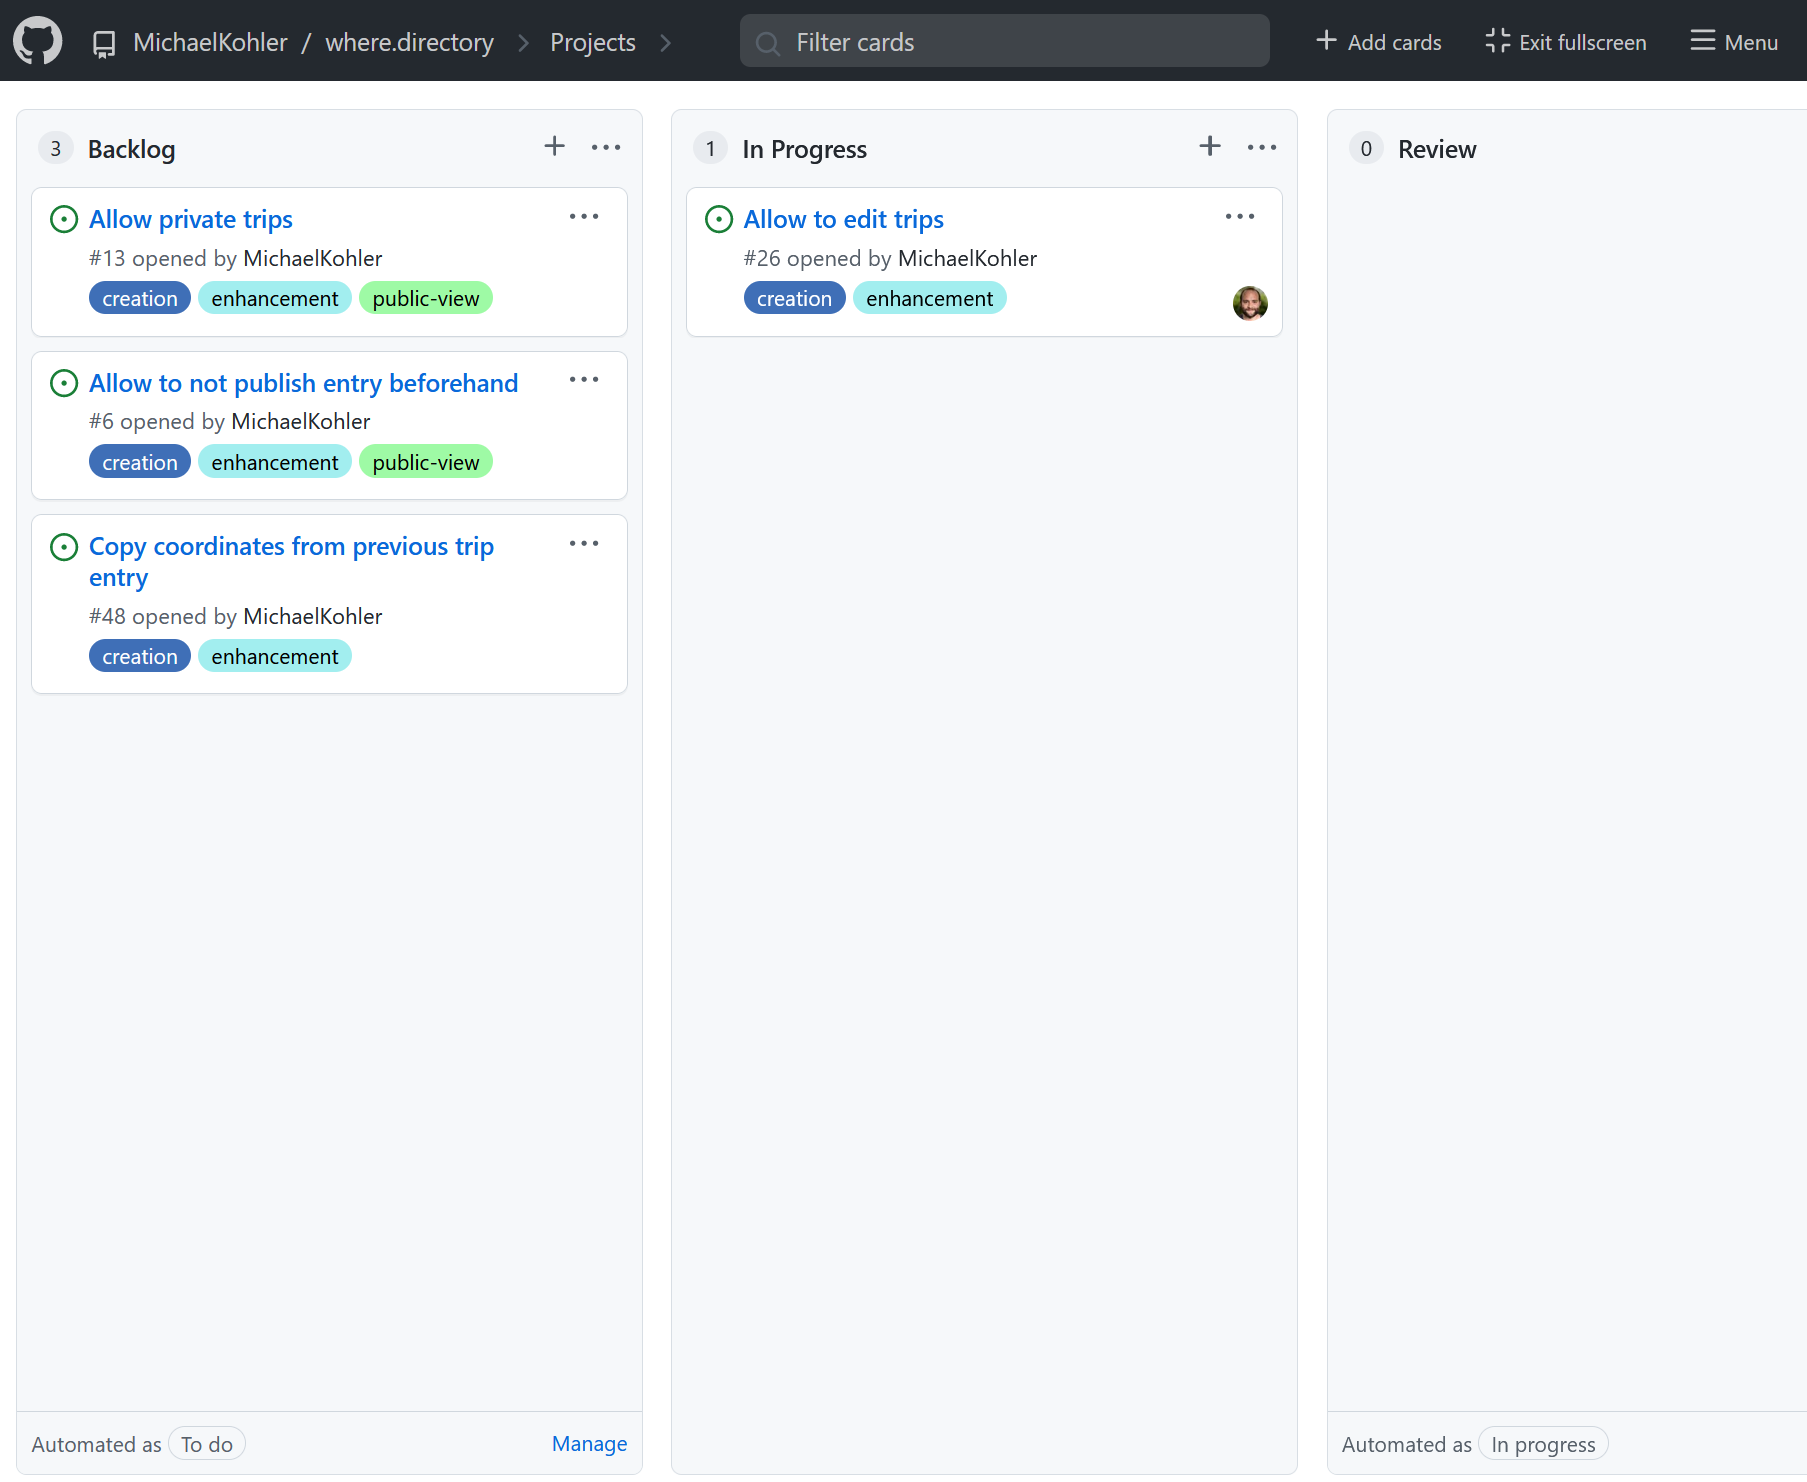 MichaelKohler / where.directory > Projects >
Filter cards
Add cards
Exit fullscreen
Menu
3 Backlog
Allow private trips
#13 opened by MichaelKohler
creation enhancement public-view
Allow to not publish entry beforehand
#6 opened by MichaelKohler
creation enhancement public-view
Copy coordinates from previous trip
entry
#48 opened by MichaelKohler
creation enhancement
Automated as To do
Manage
1 In Progress
Allow to edit trips
#26 opened by MichaelKohler
creation enhancement
0 Review
Automated as In progress